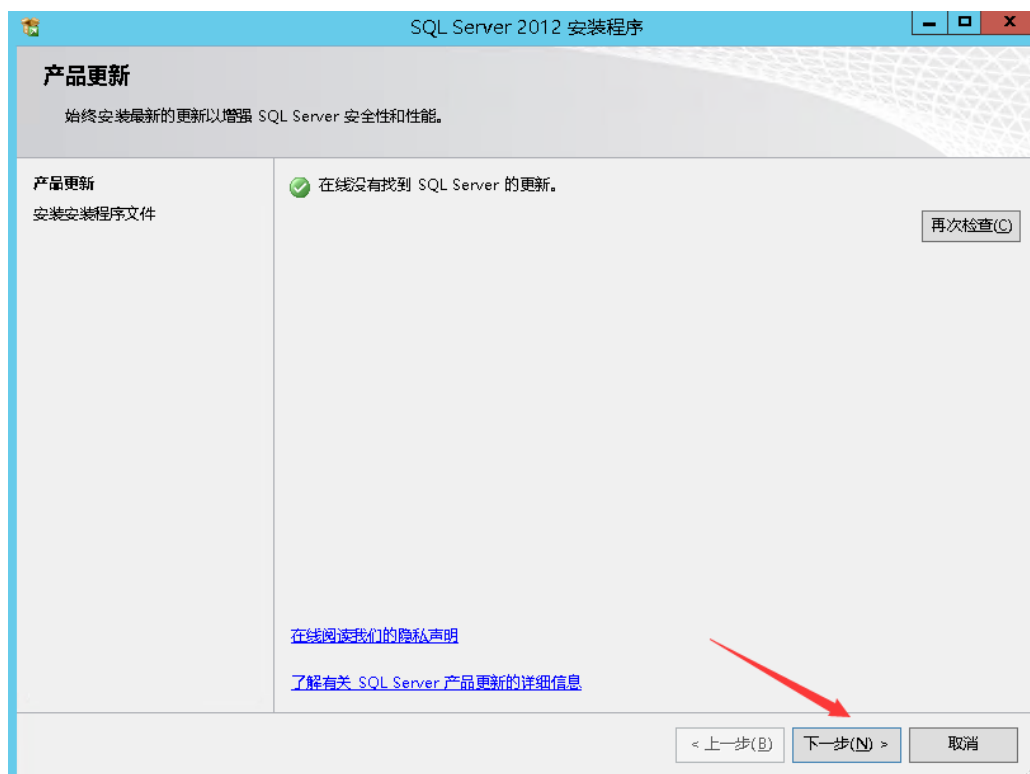 SQL Server 2012 安装程序
产品更新
始终安装最新的更新以增强 SQL Server 安全性和性能。
产品更新
安装安装程序文件
在线没有找到 SQL Server 的更新。
再次检查(C)
在线阅读我们的隐私声明
了解有关 SQL Server 产品更新的详细信息
< 上一步(B)
下一步(N) >
取消